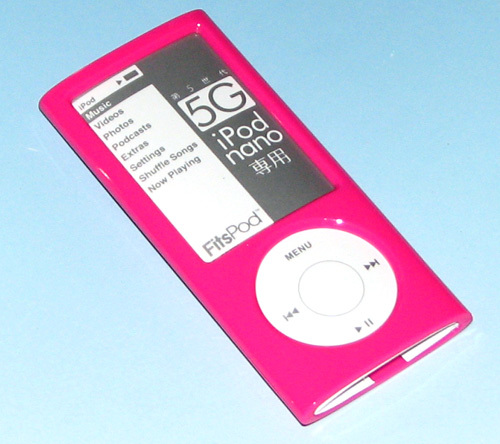 iPod
Music
Videos
Photos
Podcasts
Extras
Settings
Shuffle Songs
Now Playing
第5世代
5G
iPod
nano
専用
FitsPod™
MENU